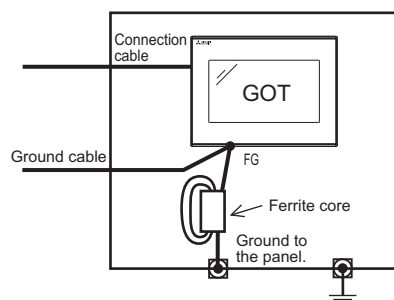 Connection
cable
GOT
Ground cable
FG
Ferrite core
Ground to
the panel.